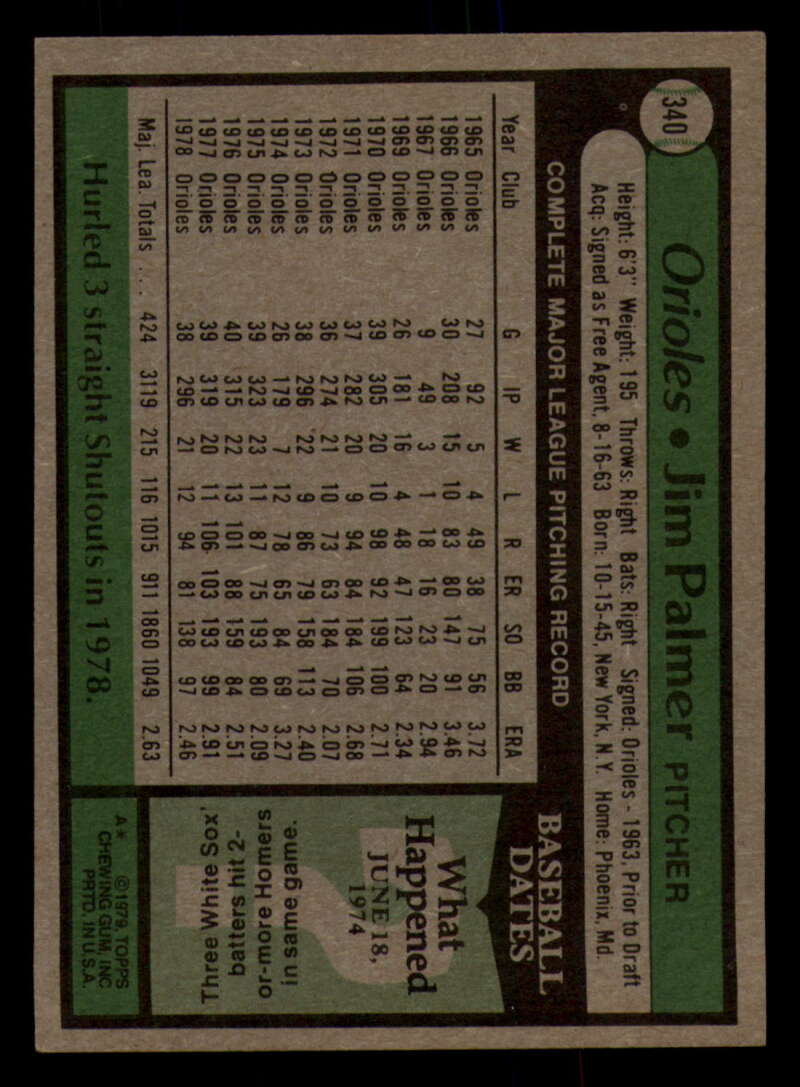 340
Orioles • Jim Palmer PITCHER
Height: 6'3" Weight: 195 Throws: Right Bats: Right Signed: Orioles - 1963, Prior to Draft
Acq: Signed as Free Agent, 8-16-63 Born: 10-15-45, New York, N.Y. Home: Phoenix, Md.
COMPLETE MAJOR LEAGUE PITCHING RECORD
Year Club G IP W L R ER SO BB ERA
1965 Orioles 27 92 5 4 49 38 75 56 3.72
1966 Orioles 30 208 15 10 83 80 147 91 3.46
1967 Orioles 9 49 3 1 18 16 23 20 2.94
1969 Orioles 26 181 16 4 48 47 123 64 2.34
1970 Orioles 39 305 20 10 98 92 199 100 2.71
1971 Orioles 37 282 20 9 94 84 184 106 2.68
1972 Orioles 36 274 21 10 73 63 184 70 2.07
1973 Orioles 38 296 22 9 86 79 158 113 2.40
1974 Orioles 26 179 7 12 78 65 84 69 3.27
1975 Orioles 39 323 23 11 87 75 193 80 2.09
1976 Orioles 40 315 22 13 101 88 159 84 2.51
1977 Orioles 39 319 20 11 106 103 193 99 2.91
1978 Orioles 38 296 21 12 94 81 138 97 2.46
Maj. Lea. Totals .... 424 3119 215 116 1015 911 1860 1049 2.63
Hurled 3 straight Shutouts in 1978.
BASEBALL
DATES
What
Happened
JUNE 18,
1974
Three White Sox'
batters hit 2-
or-more Homers
in same game.
A* ©1979, TOPPS
CHEWING GUM, INC
PRTD. IN U.S.A.